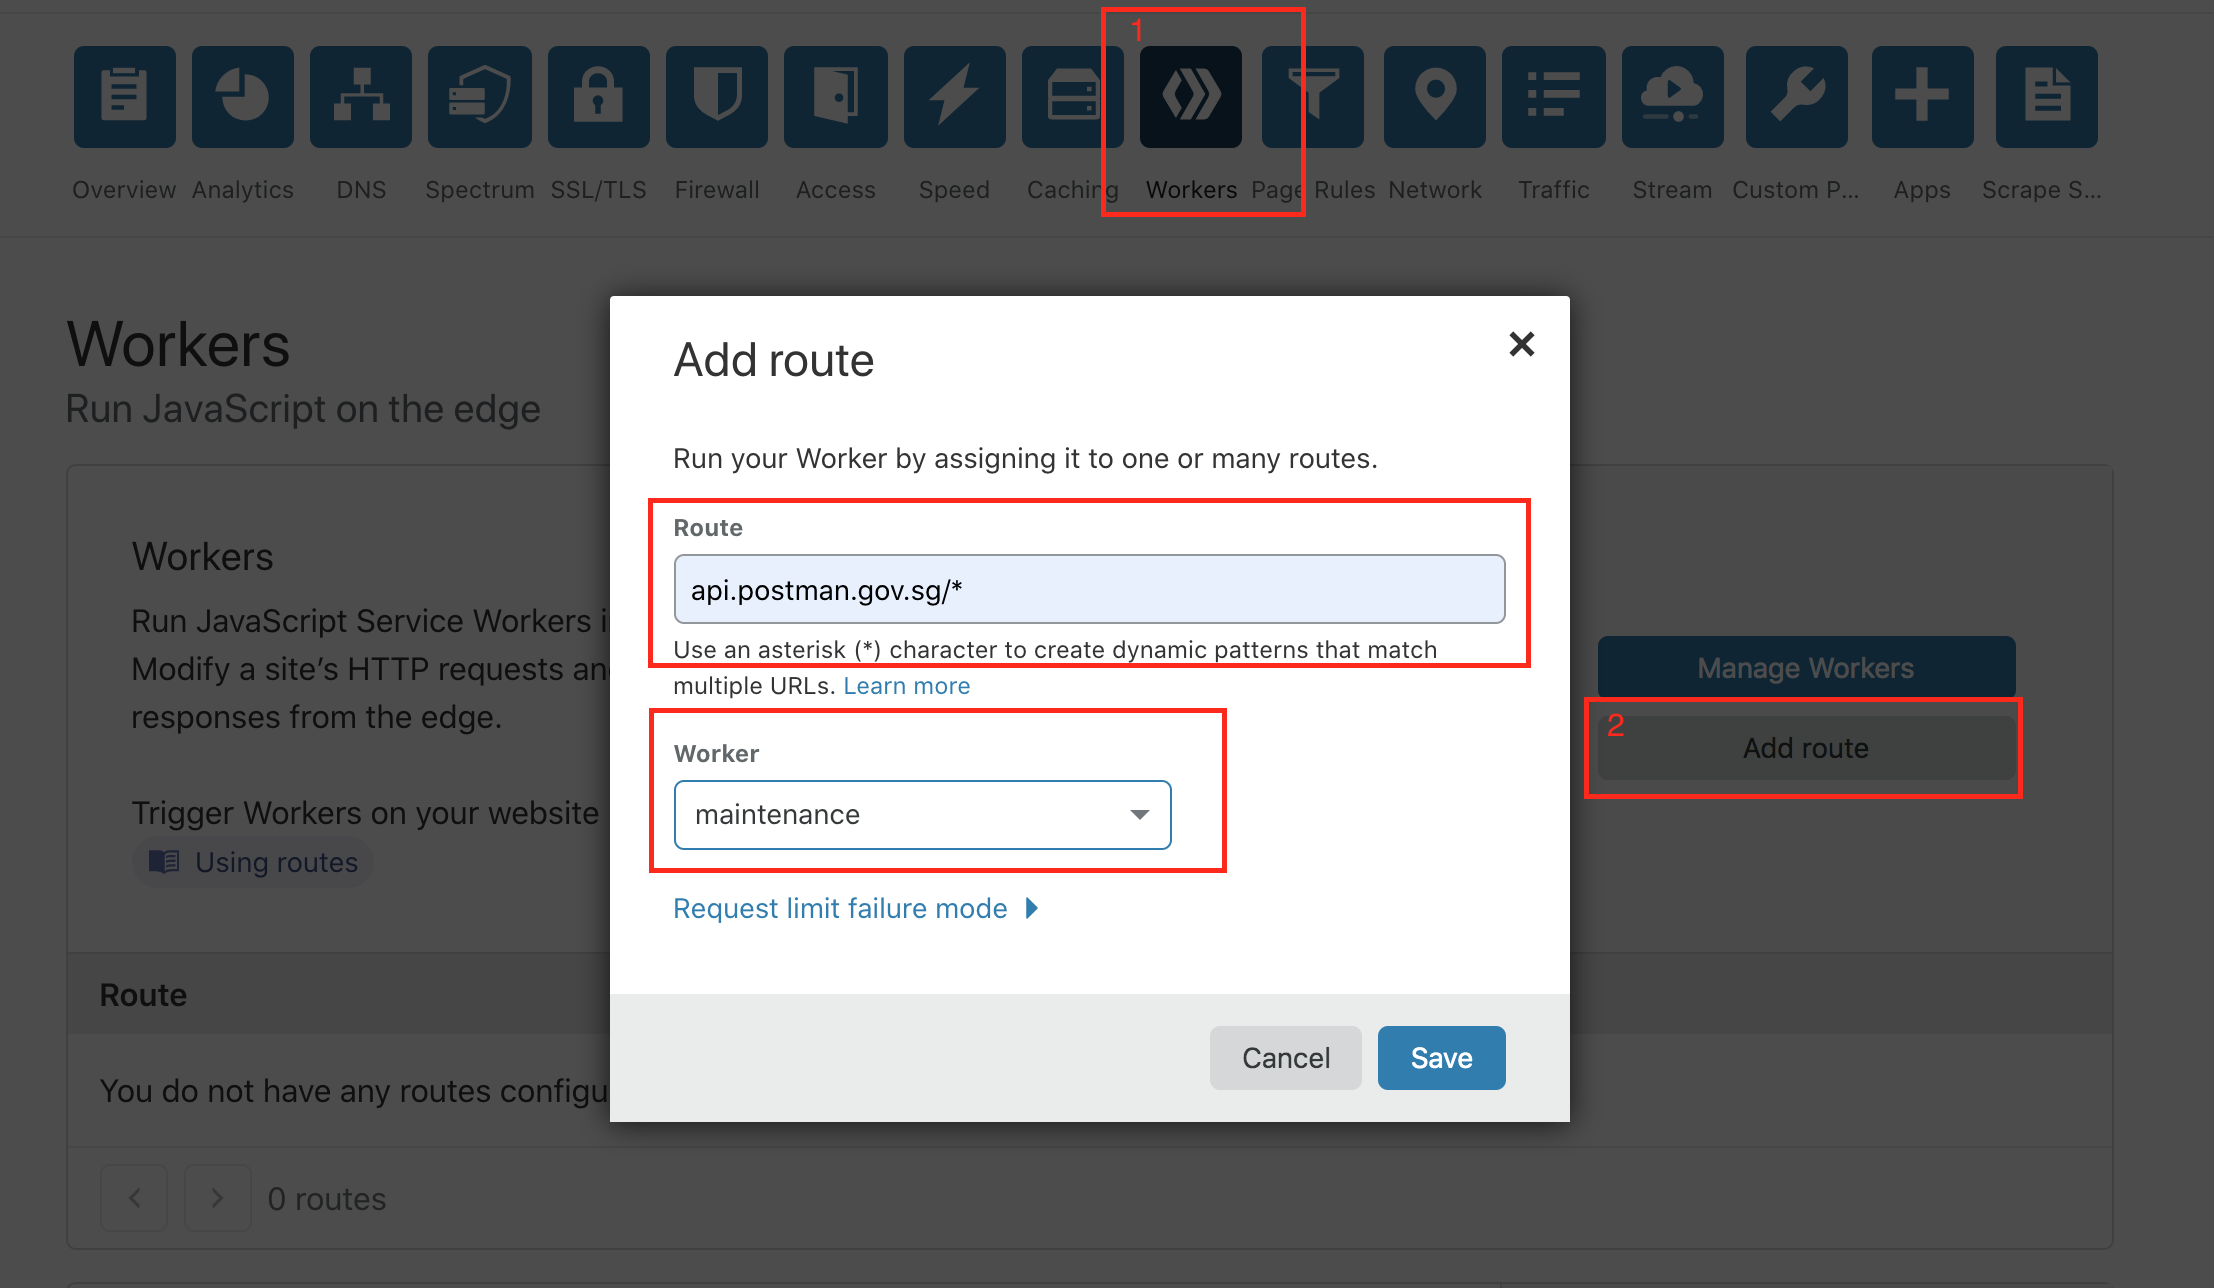 1
Overview Analytics DNS Spectrum SSL/TLS Firewall Access Speed Caching Workers Page Rules Network Traffic Stream Custom P... Apps Scrape S...
Workers
Run JavaScript on the edge
Workers
Run JavaScript Service Workers i
Modify a site's HTTP requests an
responses from the edge.
Trigger Workers on your website
Using routes
Manage Workers
2
Add route
Route
You do not have any routes configu
0 routes
Add route
Run your Worker by assigning it to one or many routes.
Route
api.postman.gov.sg/*
Use an asterisk (*) character to create dynamic patterns that match
multiple URLs. Learn more
Worker
maintenance
Request limit failure mode
Cancel Save